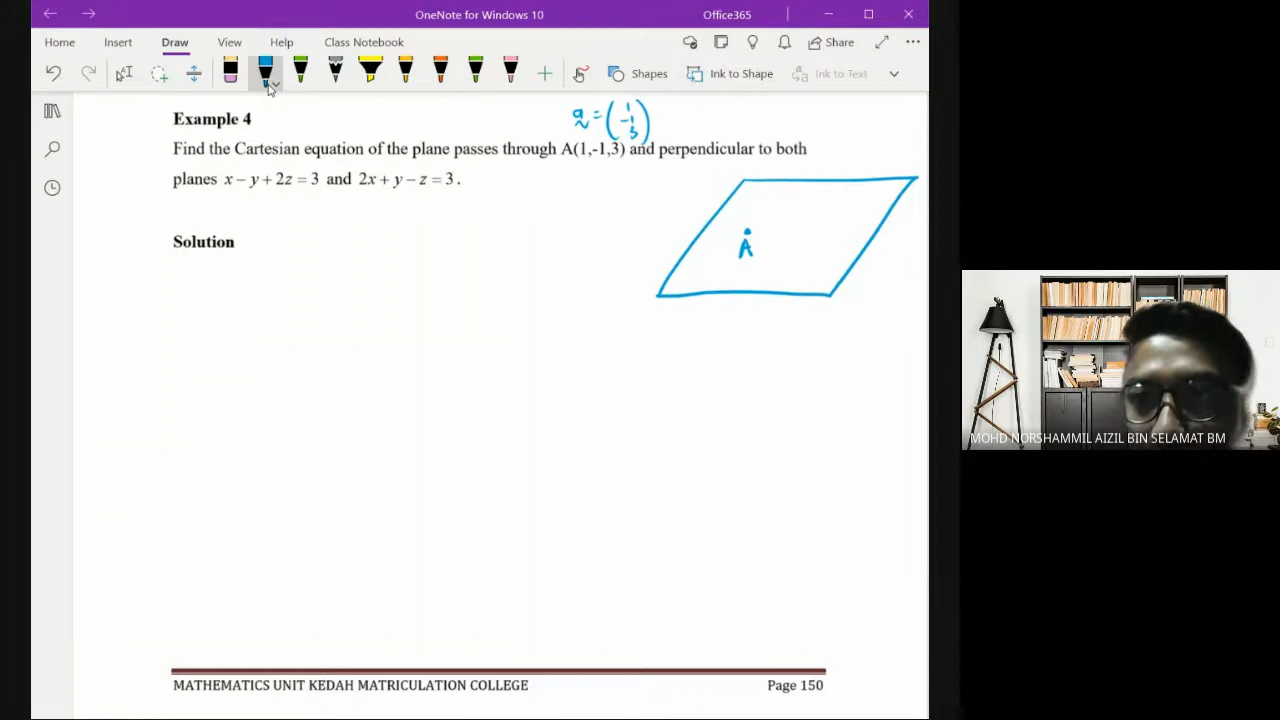 OneNote for Windows 10
Office365
Home
Insert
Draw
View
Help
Class Notebook
Share
Shapes
Ink to Shape
Ink to Text
Example 4
a = (1 -1 3)
Find the Cartesian equation of the plane passes through A(1,-1,3) and perpendicular to both
planes x − y + 2z = 3 and 2x + y − z = 3.
Solution
A
MATHEMATICS UNIT KEDAH MATRICULATION COLLEGE
Page 150
MOHD NORSHAMMIL AIZIL BIN SELAMAT BM